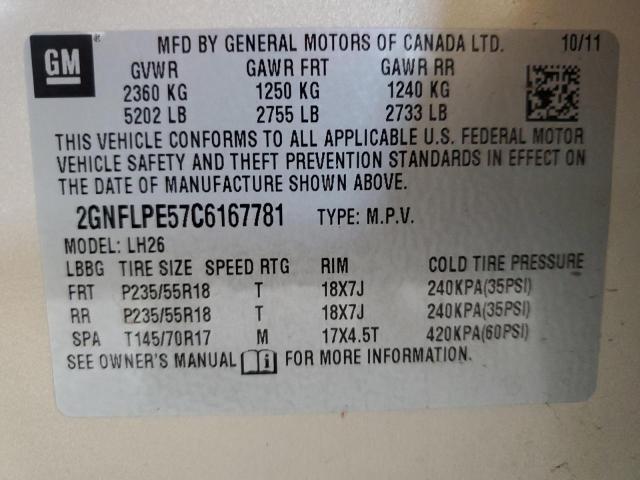 GM ® MFD BY GENERAL MOTORS OF CANADA LTD. 10/11
GVWR GAWR FRT GAWR RR
2360 KG 1250 KG 1240 KG
5202 LB 2755 LB 2733 LB
THIS VEHICLE CONFORMS TO ALL APPLICABLE U.S. FEDERAL MOTOR
VEHICLE SAFETY AND THEFT PREVENTION STANDARDS IN EFFECT ON
THE DATE OF MANUFACTURE SHOWN ABOVE.
2GNFLPE57C6167781 TYPE: M.P.V.
MODEL: LH26
LBBG TIRE SIZE SPEED RTG RIM COLD TIRE PRESSURE
FRT P235/55R18 T 18X7J 240KPA(35PSI)
RR P235/55R18 T 18X7J 240KPA(35PSI)
SPA T145/70R17 M 17X4.5T 420KPA(60PSI)
SEE OWNER'S MANUAL i FOR MORE INFORMATION.